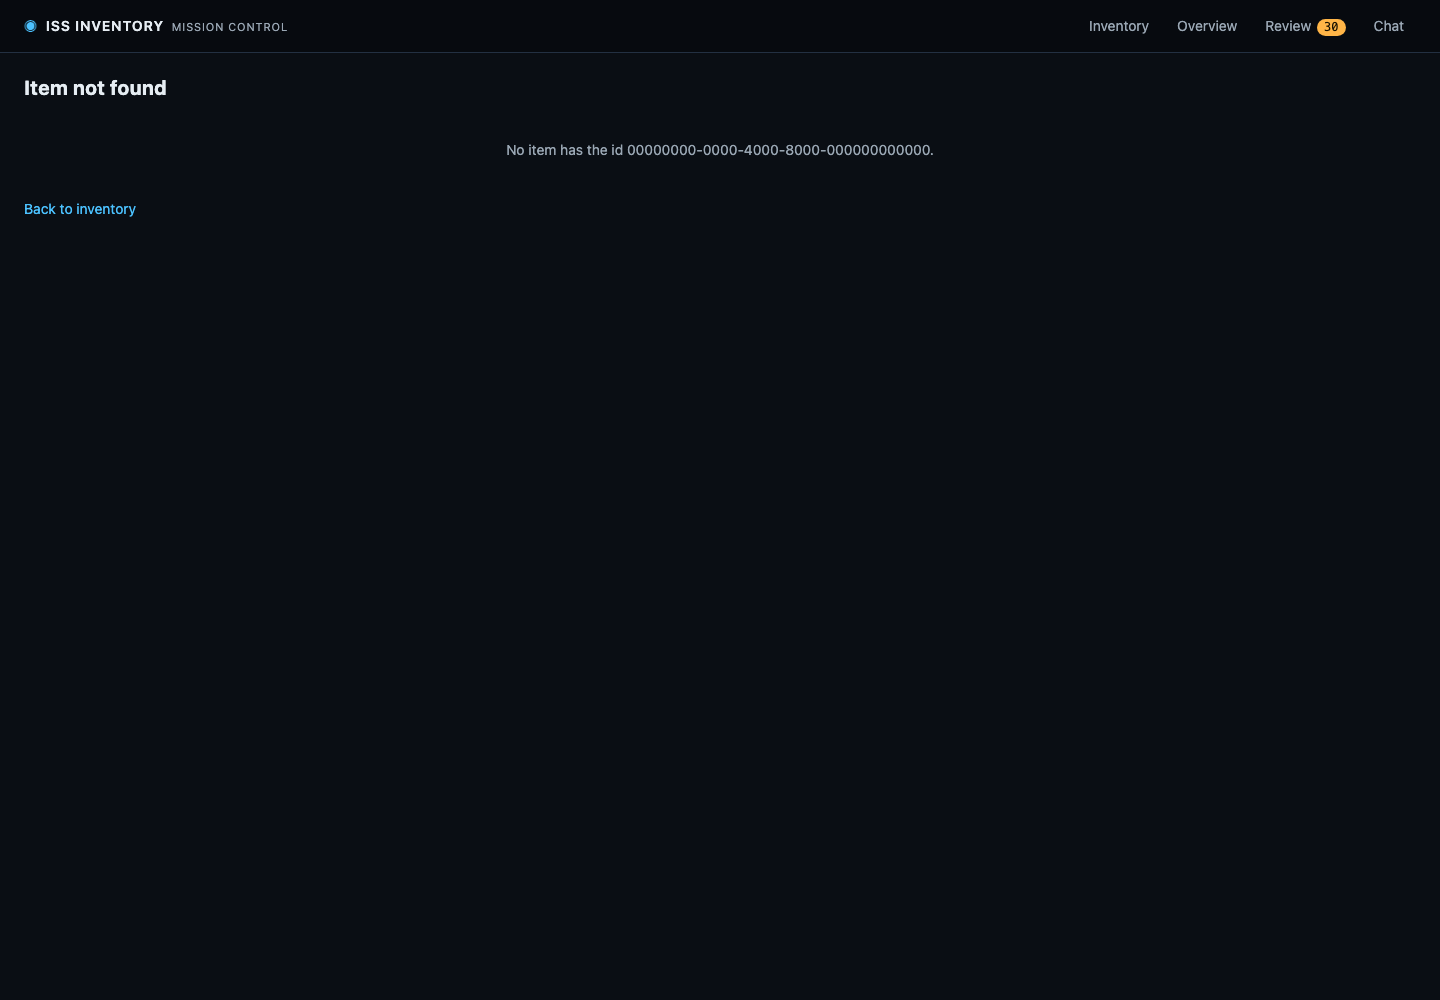 ISS INVENTORY MISSION CONTROL
Inventory Overview Review 30 Chat
Item not found
No item has the id 00000000-0000-4000-8000-000000000000.
Back to inventory